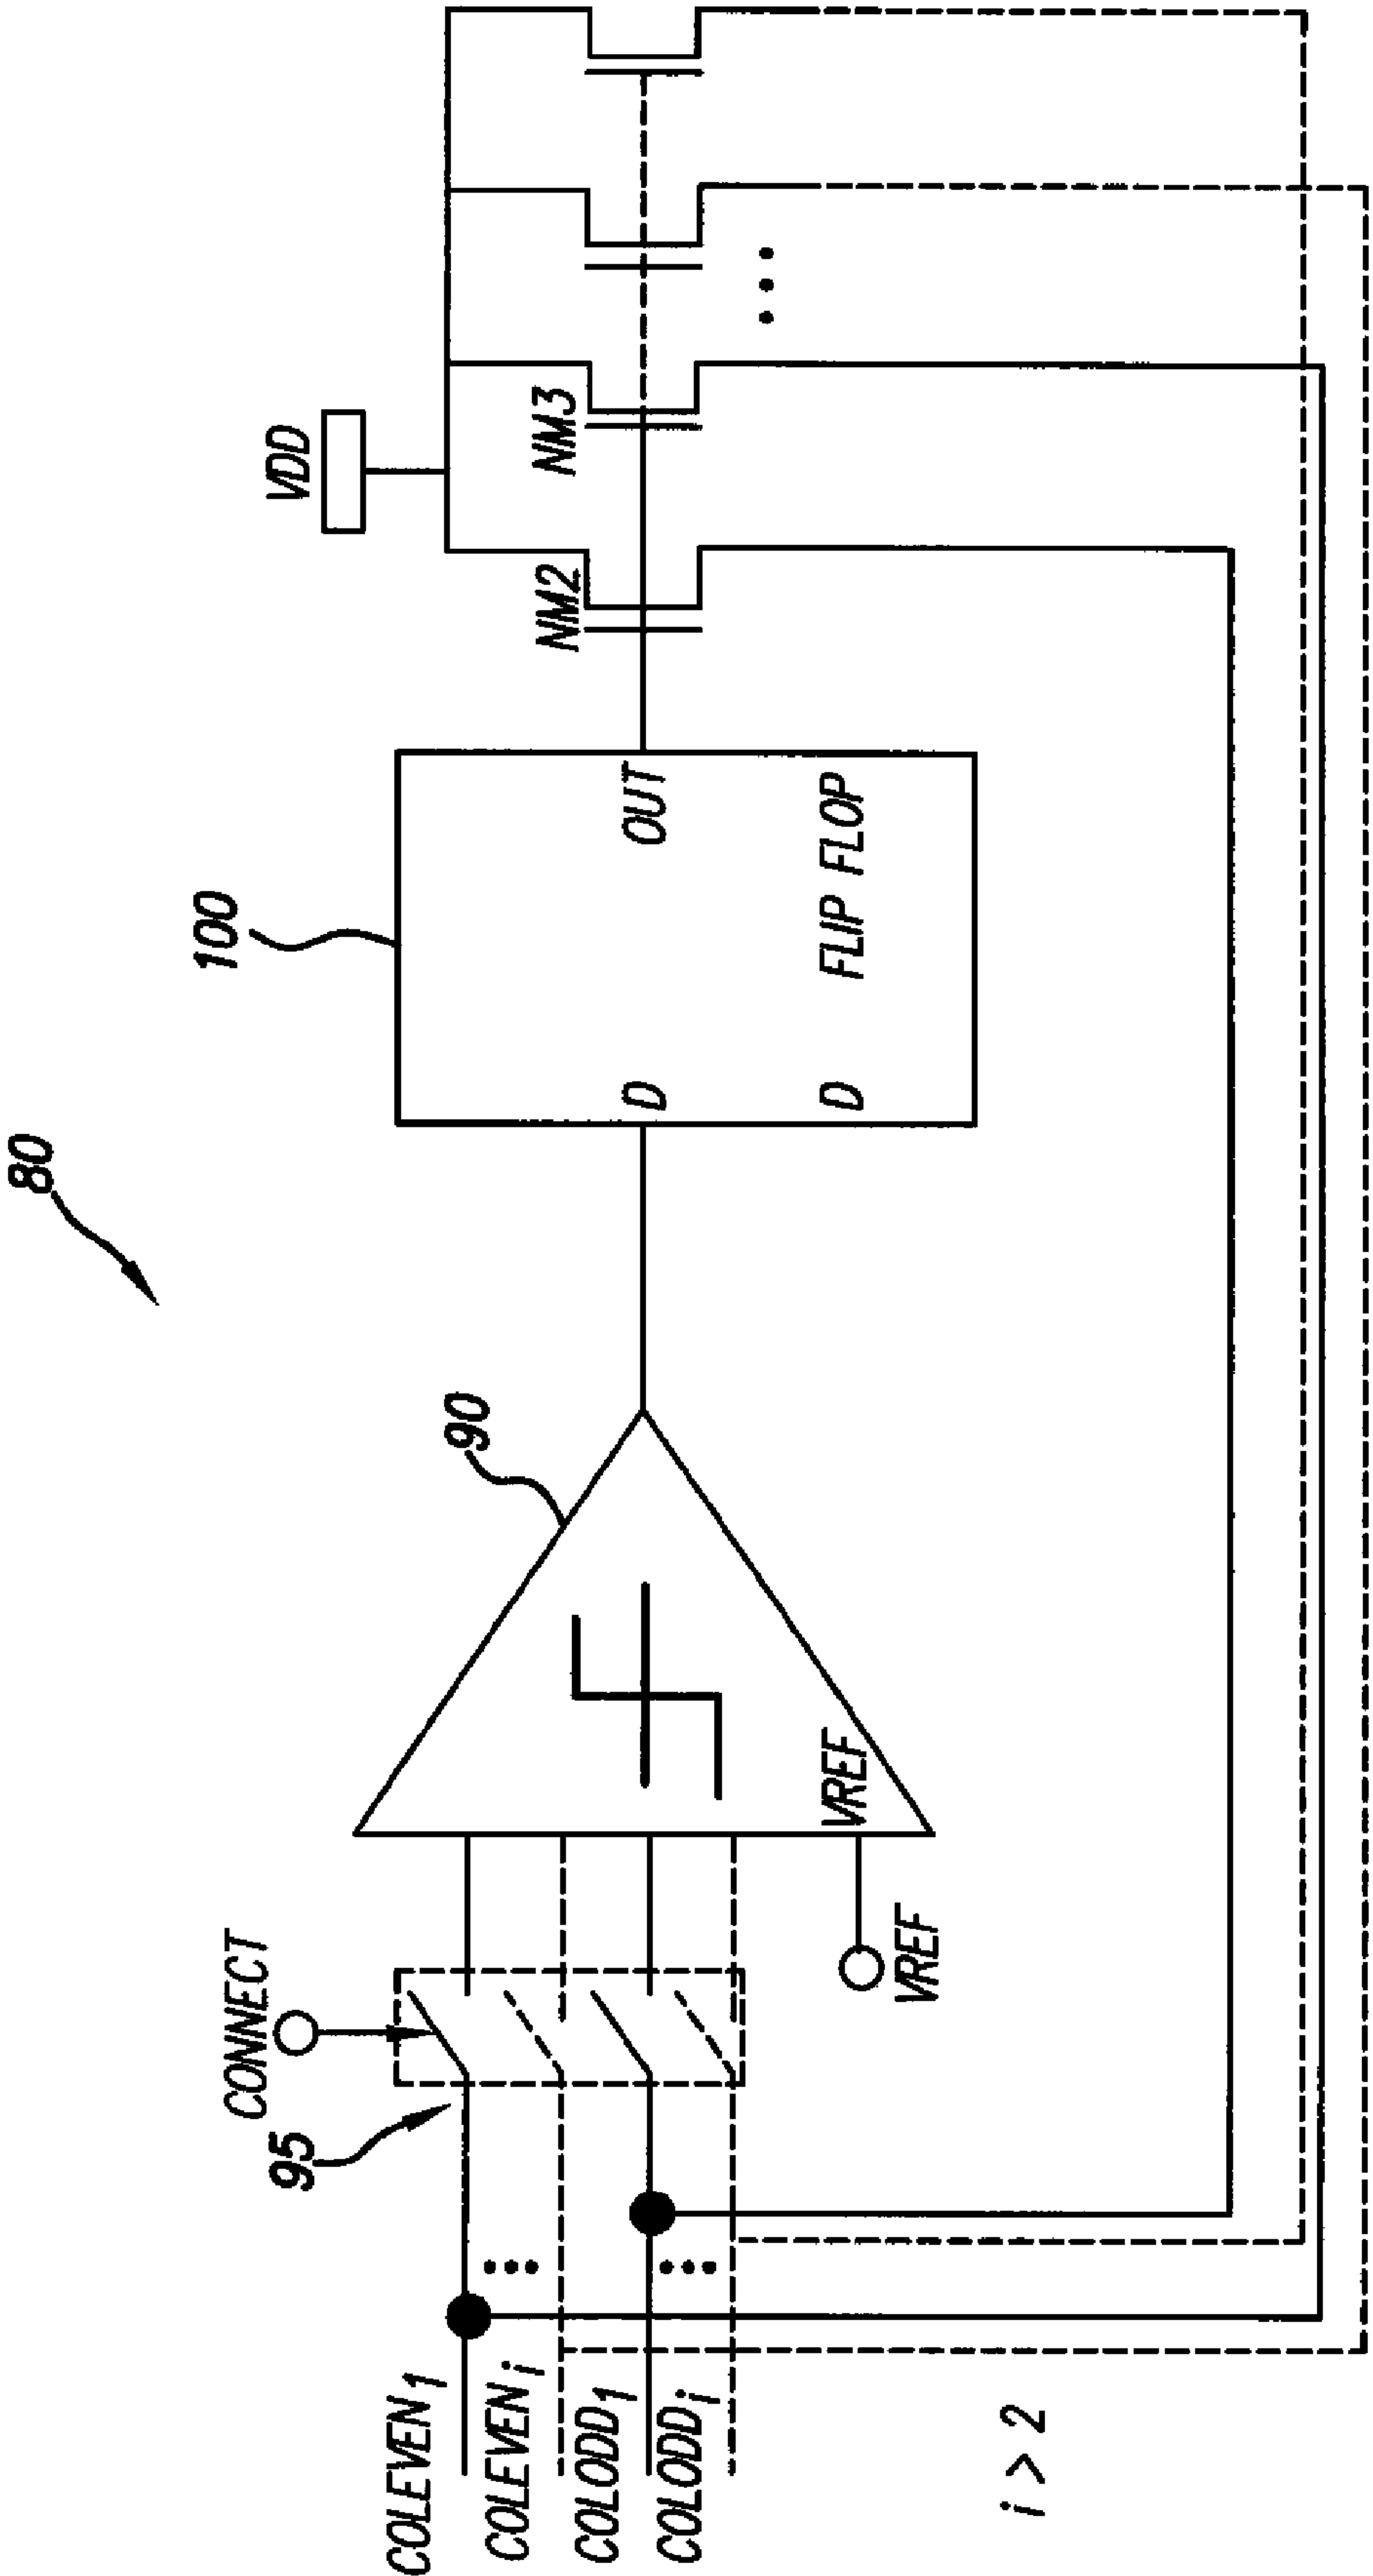 80
CONNECT
95
COLEVEN1
COLEVENi
COLODD1
COLODDi
i > 2
VREF
VREF
90
100
D
OUT
D FLIP FLOP
VDD
NM2
NM3